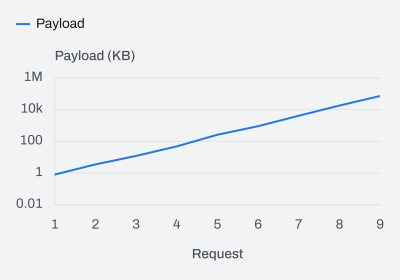 Payload
Payload (KB)
1M
10k
100
1
0.01
1 2 3 4 5 6 7 8 9
Request